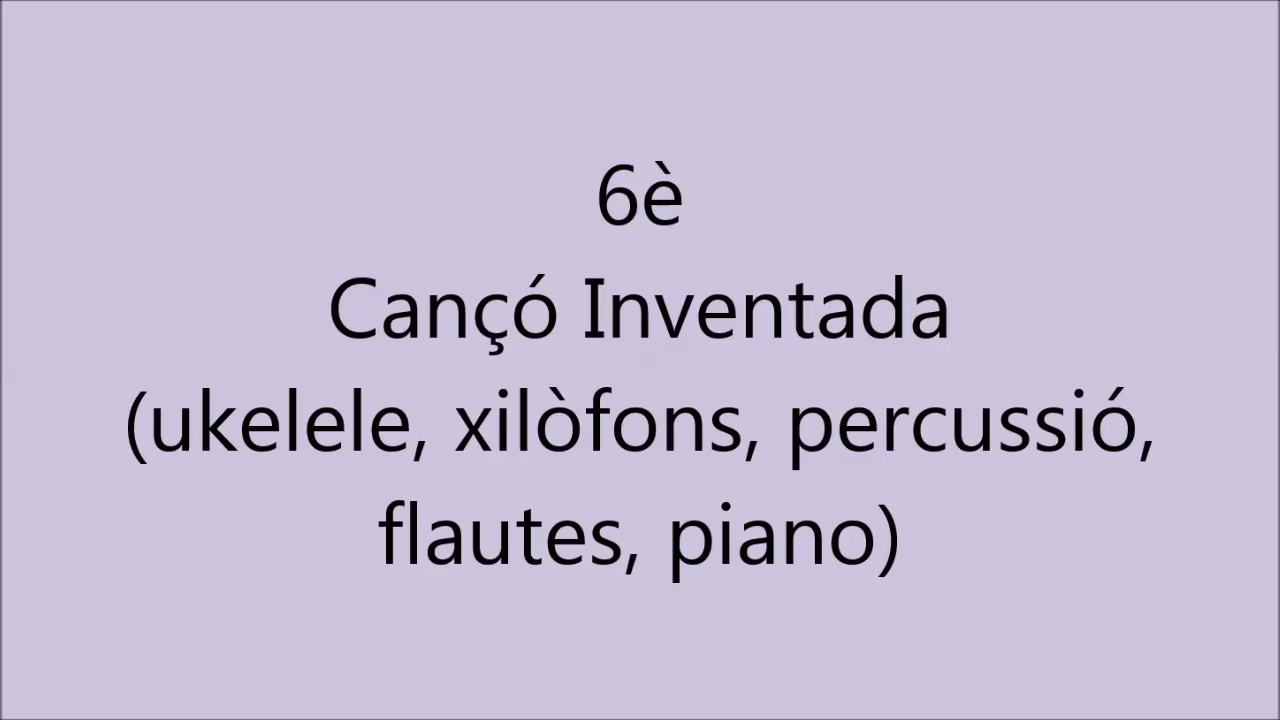 6è
Cançó Inventada
(ukelele, xilòfons, percussió,
flautes, piano)